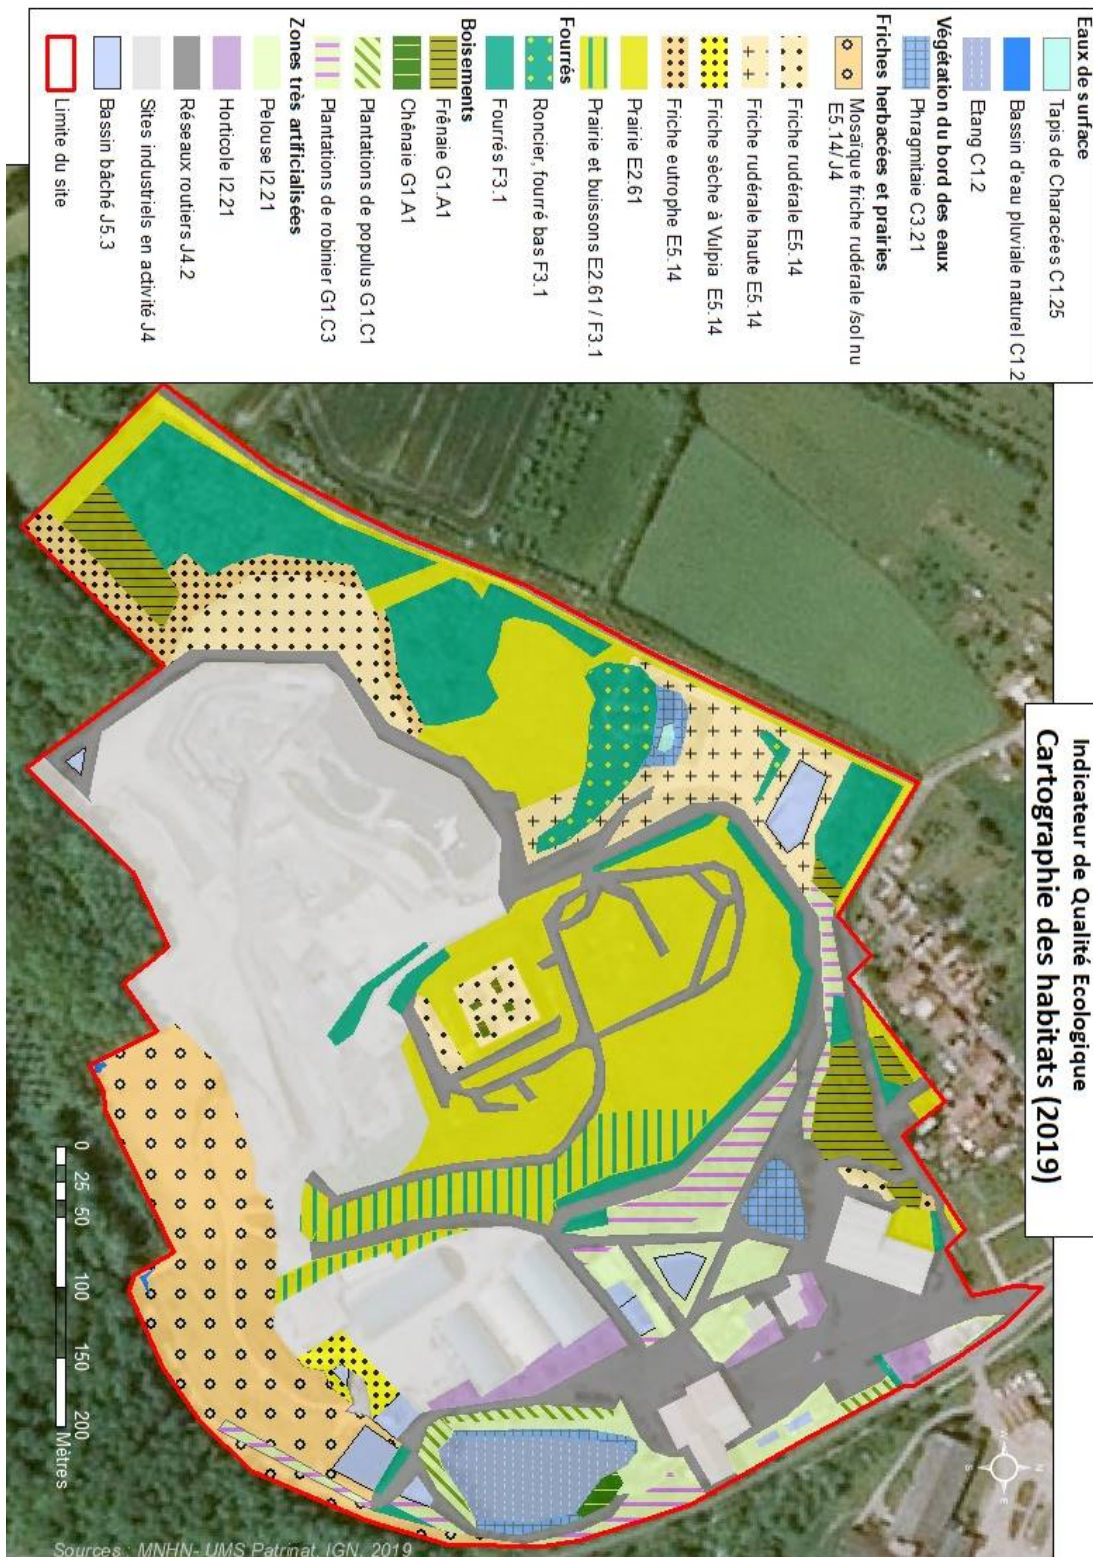 Indicateur de Qualité Ecologique
Cartographie des habitats (2019)
Eaux de surface
Tapis de Characées C1.25
Bassin d'eau pluviale naturel C1.2
Etang C1.2
Végétation du bord des eaux
Phragmitaie C3.21
Friches herbacées et prairies
Mosaïque friche rudérale /sol nu
E5.14/J4
Friche rudérale E5.14
Friche rudérale haute E5.14
Friche sèche à Vulpia E5.14
Friche eutrophe E5.14
Prairie E2.61
Prairie et buissons E2.61 / F3.1
Fourrés
Roncier, fourré bas F3.1
Fourrés F3.1
Boisements
Frênaie G1.A1
Chênaie G1.A1
Plantations de populus G1.C1
Plantations de robinier G1.C3
Zones très artificialisées
Pelouse I2.21
Horticole I2.21
Réseaux routiers J4.2
Sites industriels en activité J4
Bassin bâché J5.3
Limite du site
0 25 50 100 150 200
Mètres
N
E
S
Sources : MNHN- UMS Patrinat, IGN, 2019